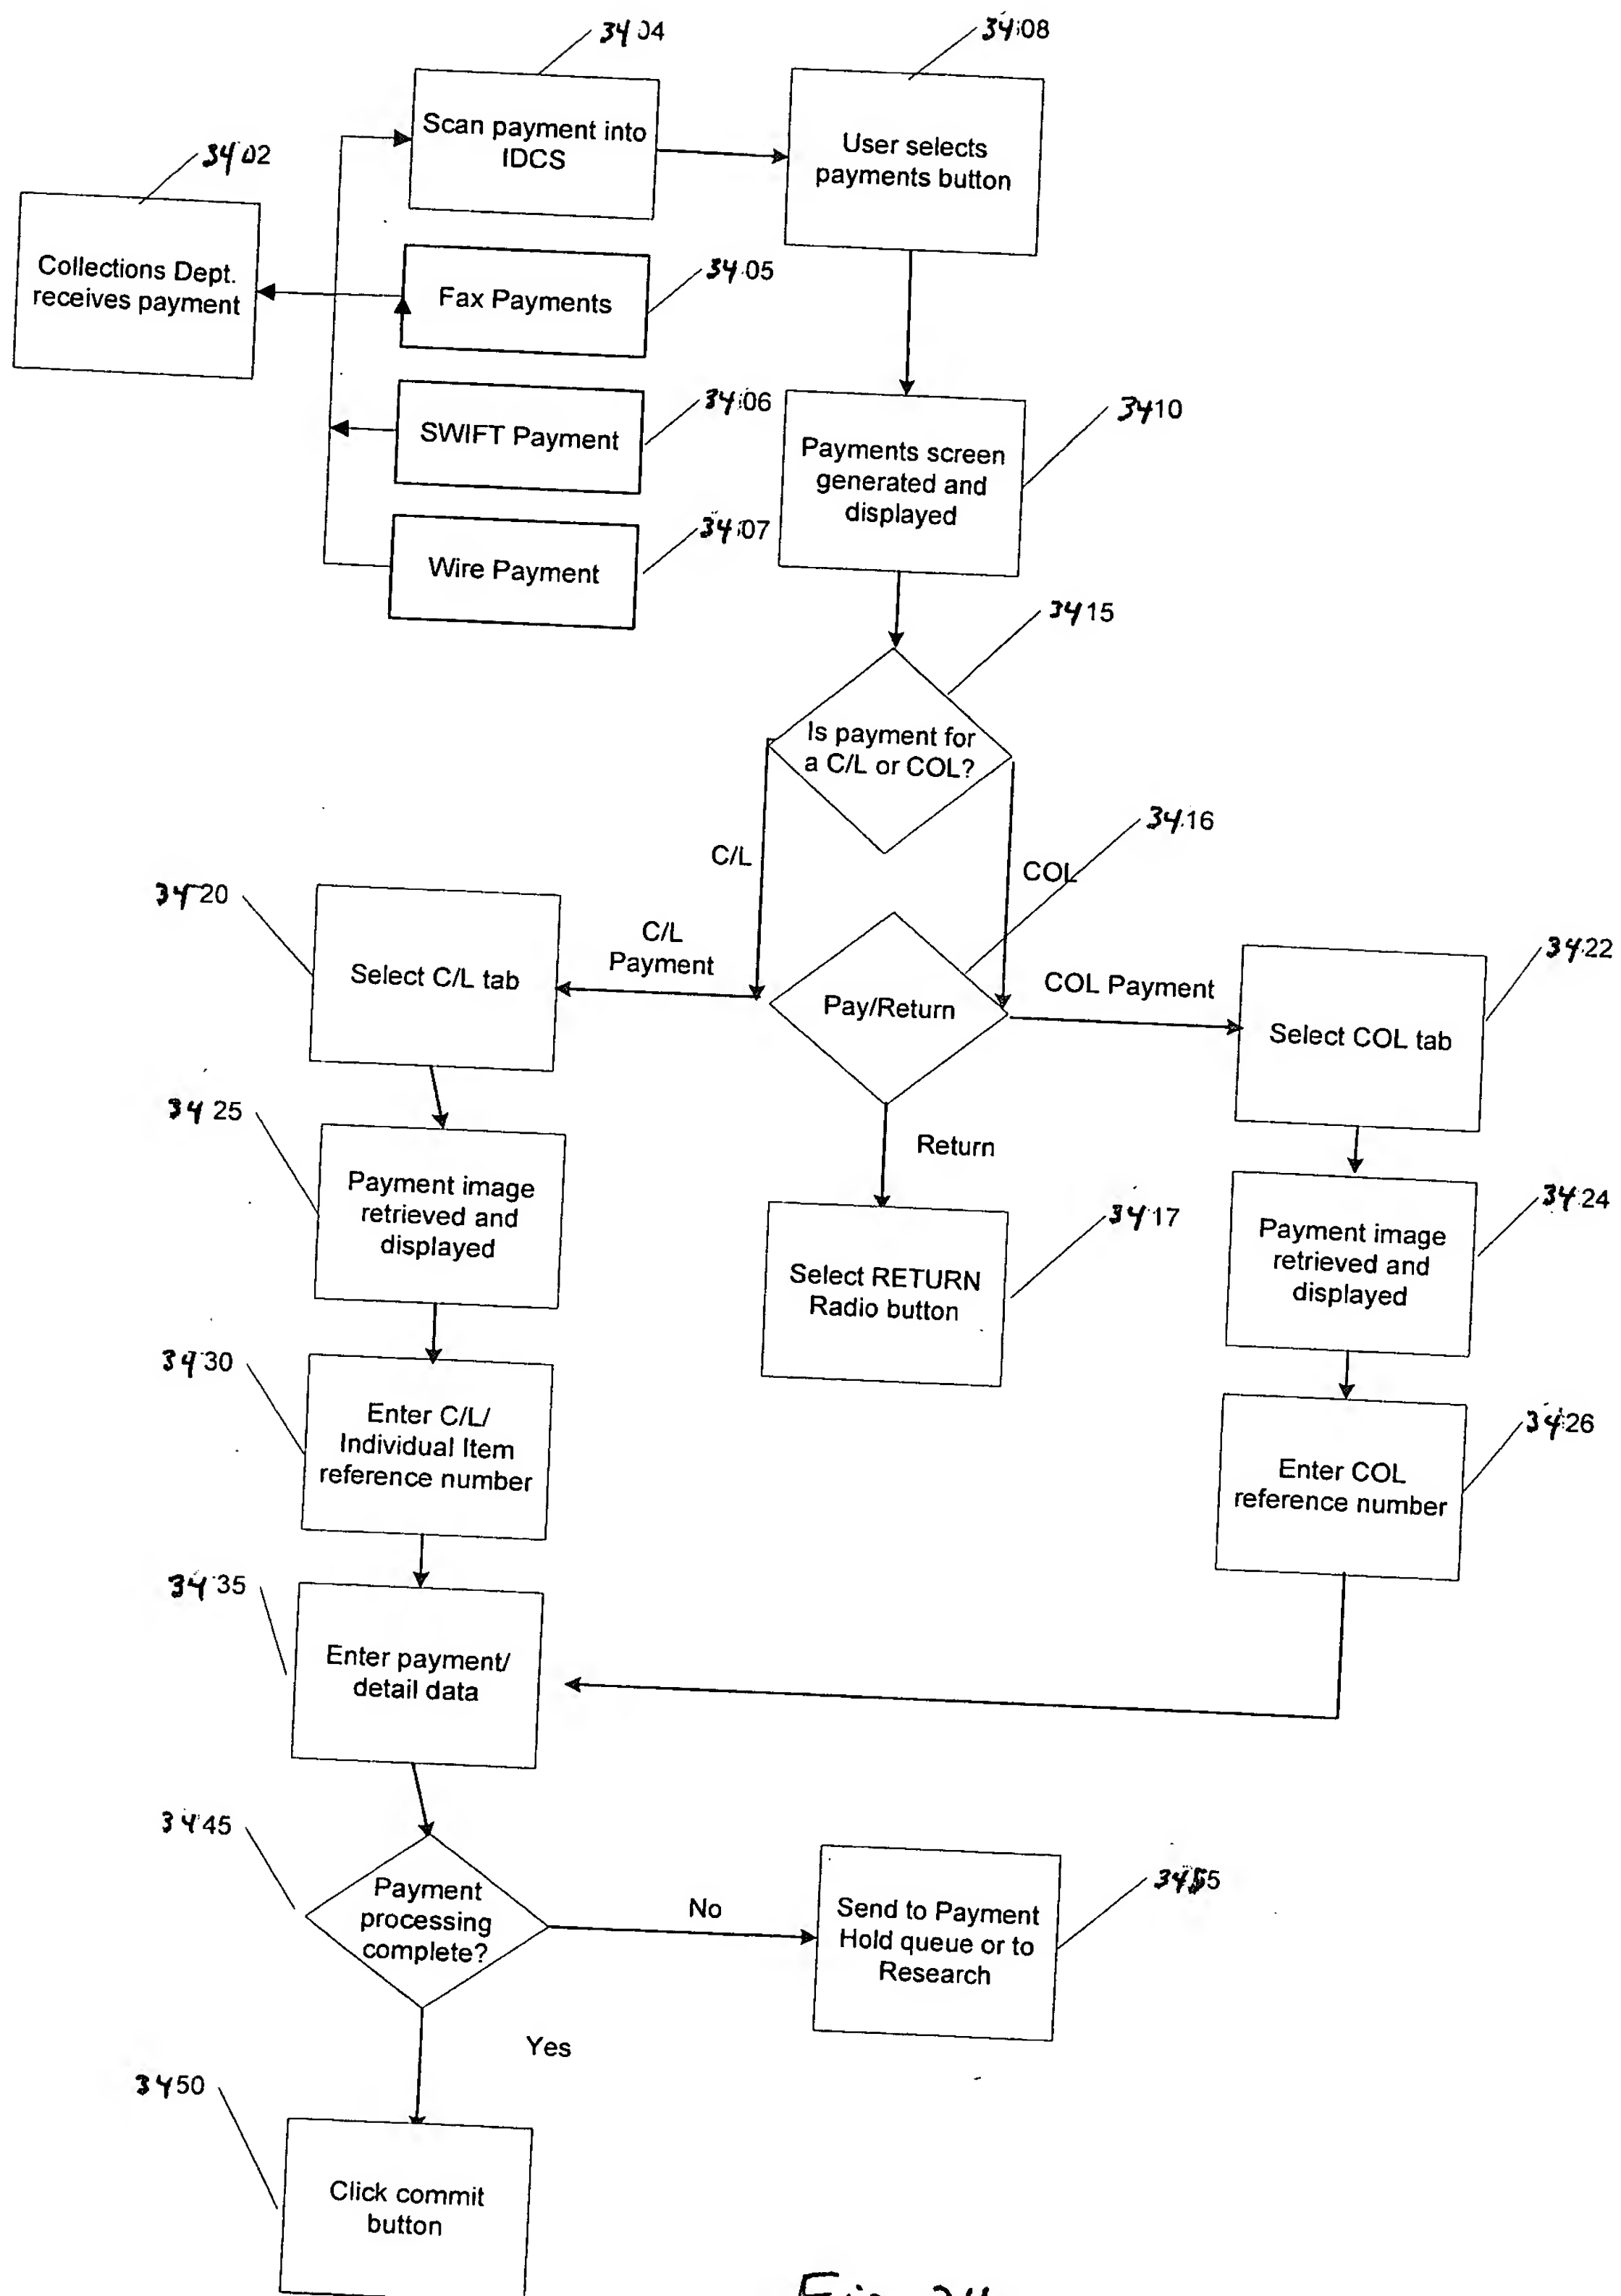 3404
3408
Scan payment into
IDCS
User selects
payments button
3402
Collections Dept.
receives payment
Fax Payments
3405
SWIFT Payment
3406
Wire Payment
3407
Payments screen
generated and
displayed
3410
3415
Is payment for
a C/L or COL?
3416
C/L
COL
3420
Select C/L tab
C/L
Payment
Pay/Return
COL Payment
Select COL tab
3422
3425
Payment image
retrieved and
displayed
Return
Select RETURN
Radio button
3417
Payment image
retrieved and
displayed
3424
3430
Enter C/L/
Individual Item
reference number
Enter COL
reference number
3426
3435
Enter payment/
detail data
3445
Payment
processing
complete?
No
Send to Payment
Hold queue or to
Research
3455
Yes
3450
Click commit
button